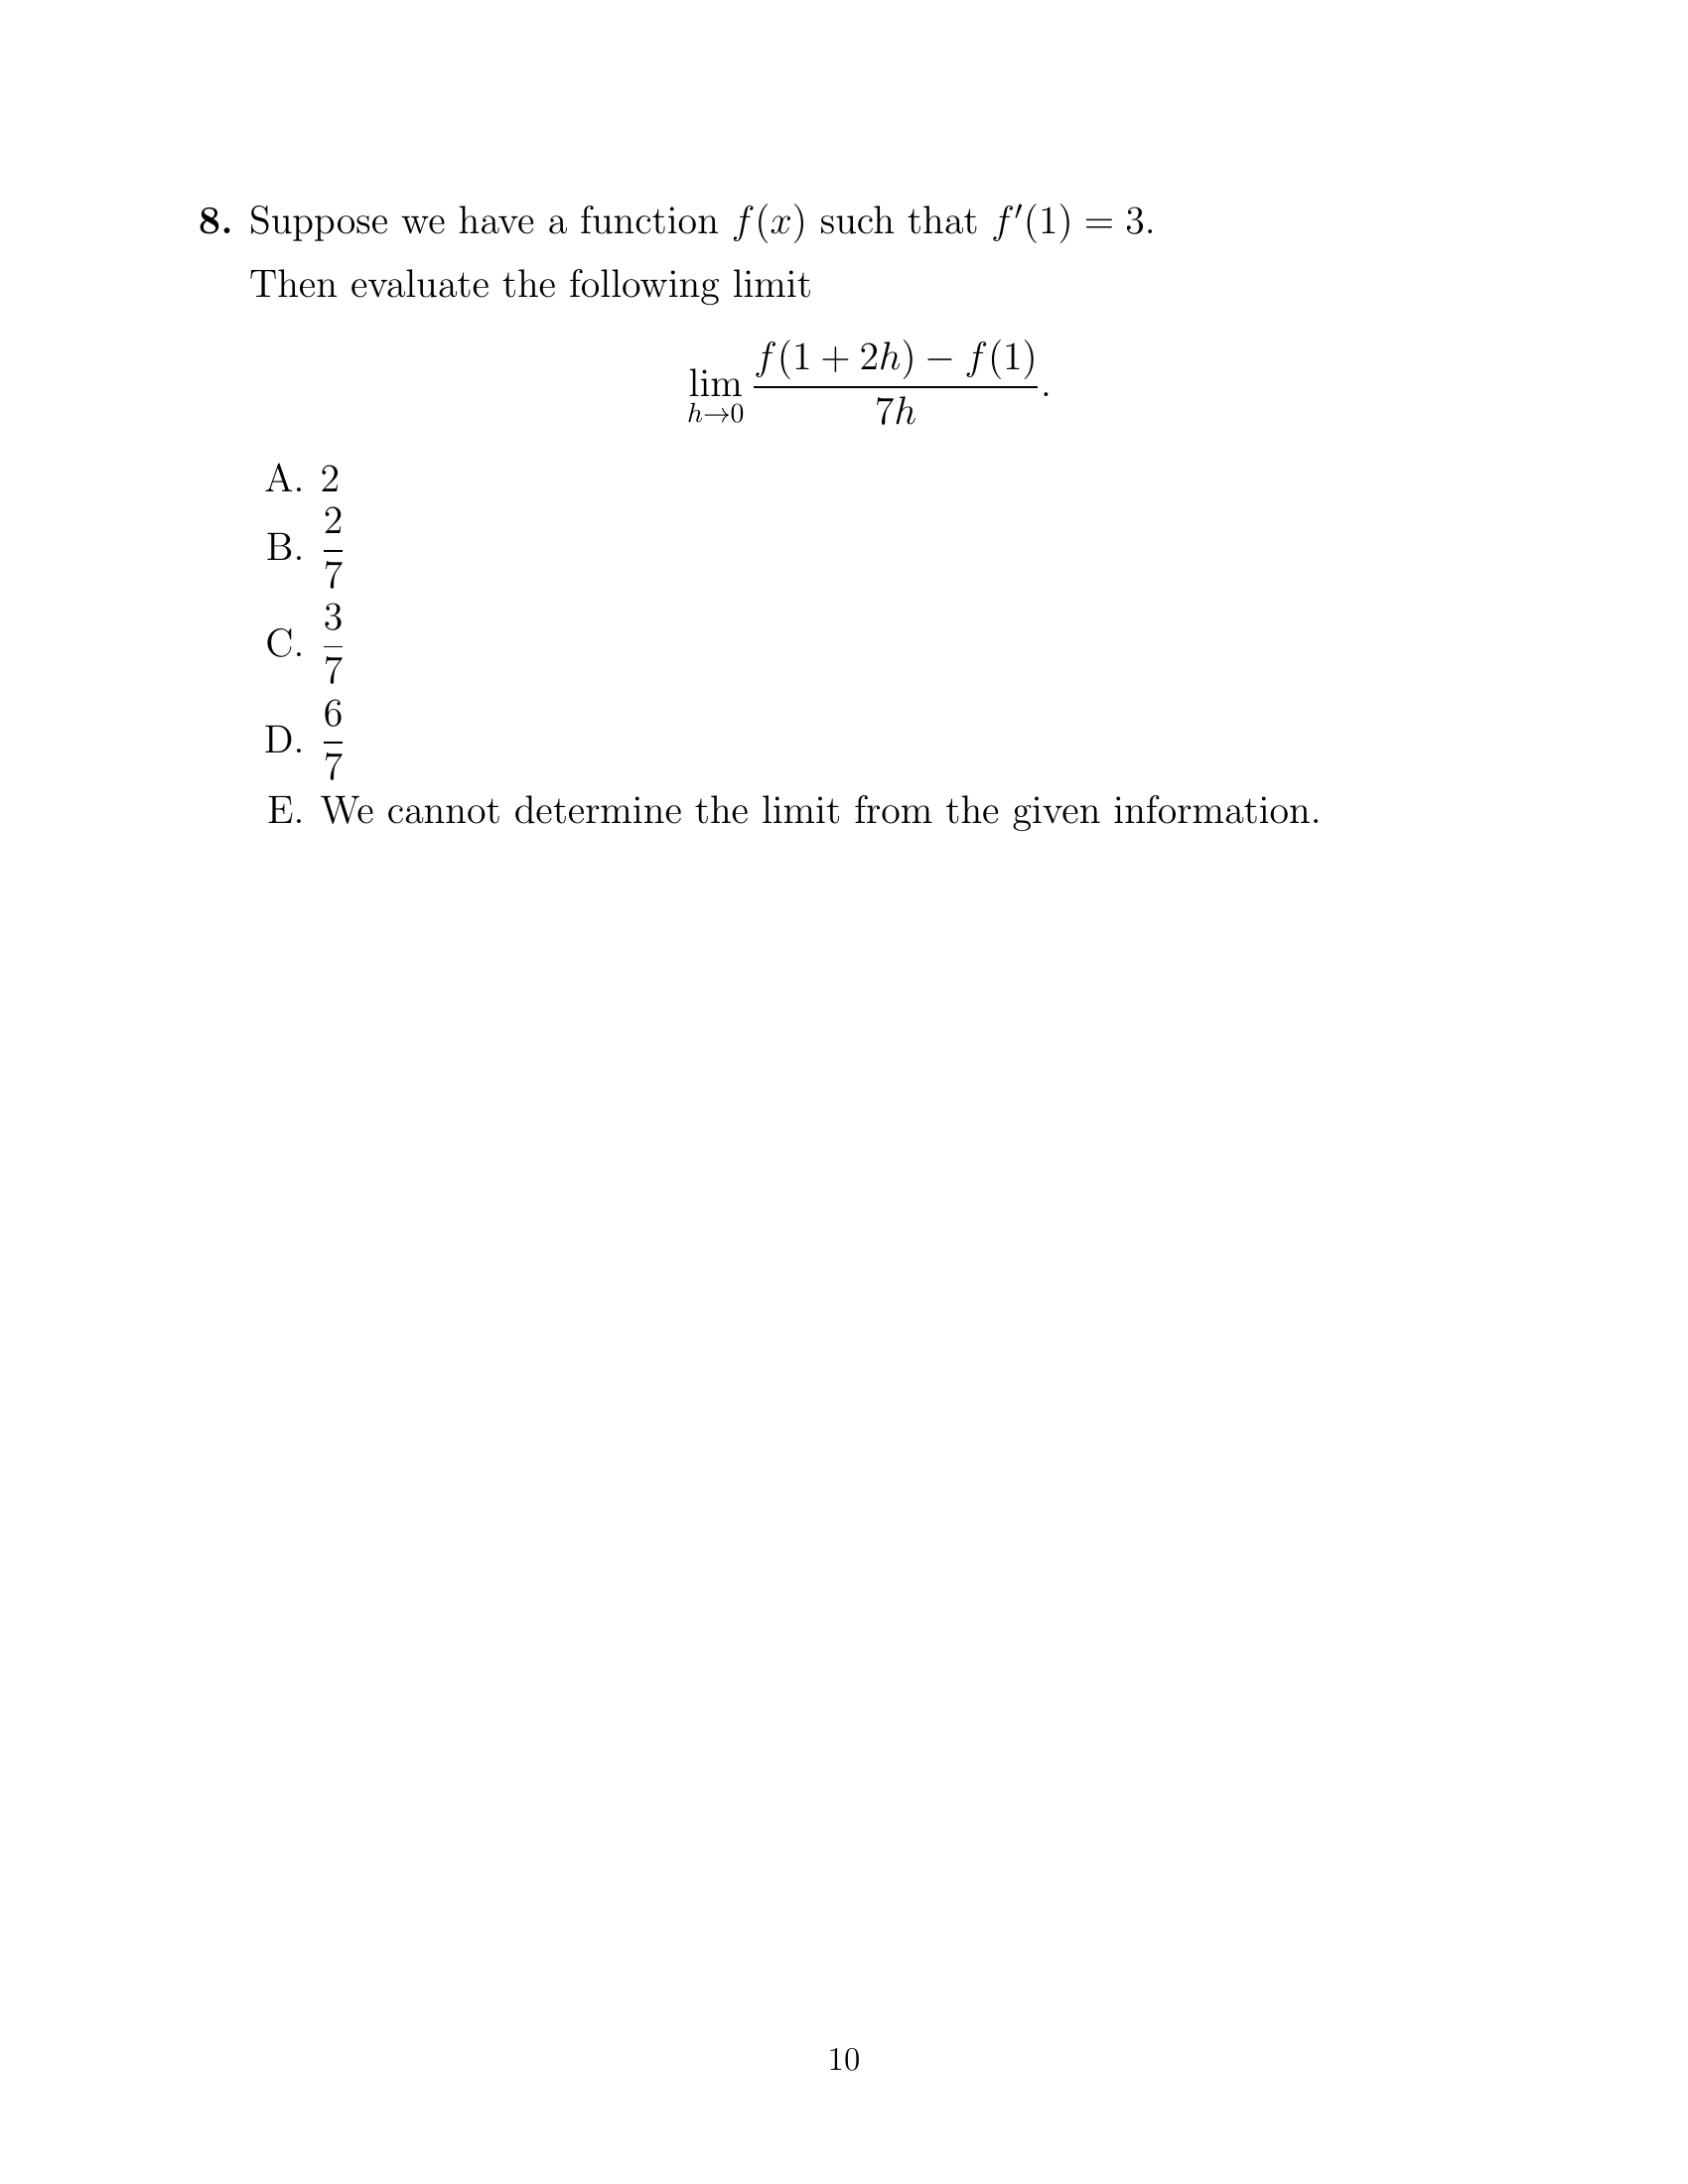 8. Suppose we have a function f(x) such that f′(1) = 3.
Then evaluate the following limit
lim_{h→0} \frac{f(1 + 2h) − f(1)}{7h}.
A. 2
B. \frac{2}{7}
C. \frac{3}{7}
D. \frac{6}{7}
E. We cannot determine the limit from the given information.
10